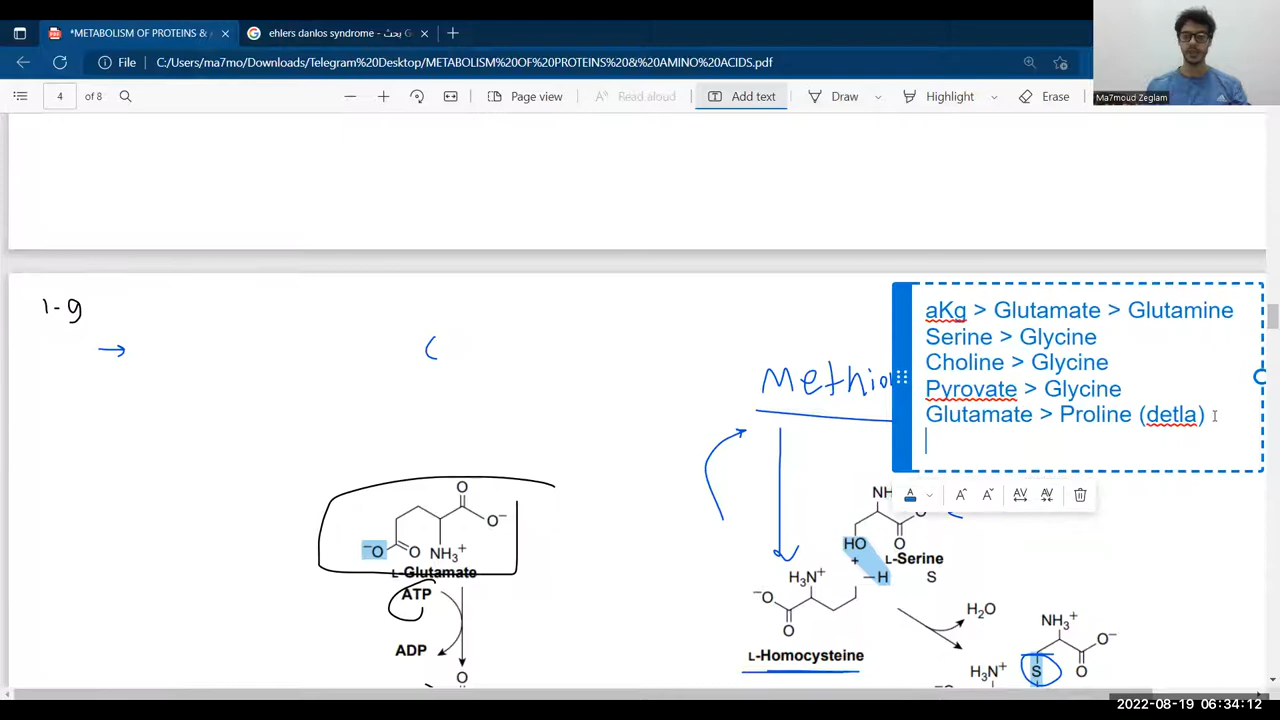 *METABOLISM OF PROTEINS & A
ehlers danlos syndrome - بحث G
File
C:/Users/ma7mo/Downloads/Telegram%20Desktop/METABOLISM%20OF%20PROTEINS%20&%20AMINO%20ACIDS.pdf
4 of 8
Page view
Read aloud
Add text
Draw
Highlight
Erase
Ma7moud Zeglam
1-9
aKg > Glutamate > Glutamine
Serine > Glycine
Choline > Glycine
Pyrovate > Glycine
Glutamate > Proline (detla)
Methion
O
O⁻
⁻O
O
NH₃⁺
L-Glutamate
ATP
ADP
O
NH
O
HO
L-Serine
+
S
–H
H₃N⁺
⁻O
O
L-Homocysteine
H₂O
NH₃⁺
O⁻
S
O
H₃N⁺
2022-08-19 06:34:12